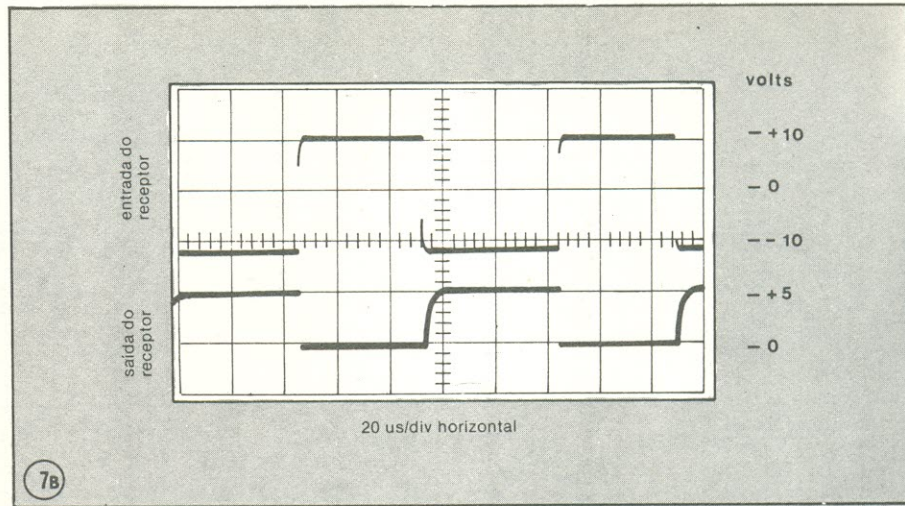 volts
entrada do
receptor
– +10
– 0
– – 10
saída do
receptor
– +5
– 0
20 us/div horizontal
7B